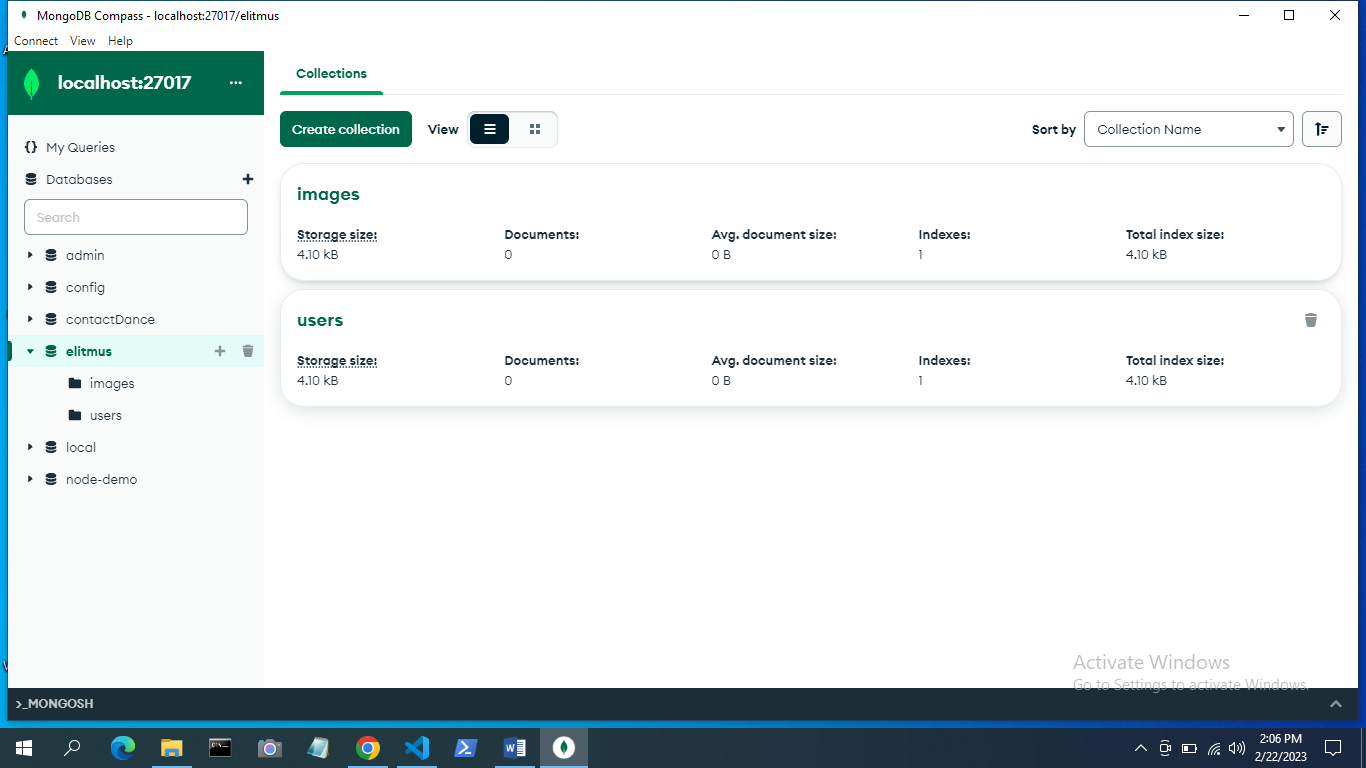 MongoDB Compass - localhost:27017/elitmus
Connect View Help
localhost:27017 ...
{} My Queries
Databases
Search
admin
config
contactDance
elitmus
images
users
local
node-demo
Collections
Create collection View Sort by Collection Name
images
Storage size: Documents: Avg. document size: Indexes: Total index size:
4.10 kB 0 0 B 1 4.10 kB
users
Storage size: Documents: Avg. document size: Indexes: Total index size:
4.10 kB 0 0 B 1 4.10 kB
Activate Windows
Go to Settings to activate Windows.
>_MONGOSH
2:06 PM
2/22/2023